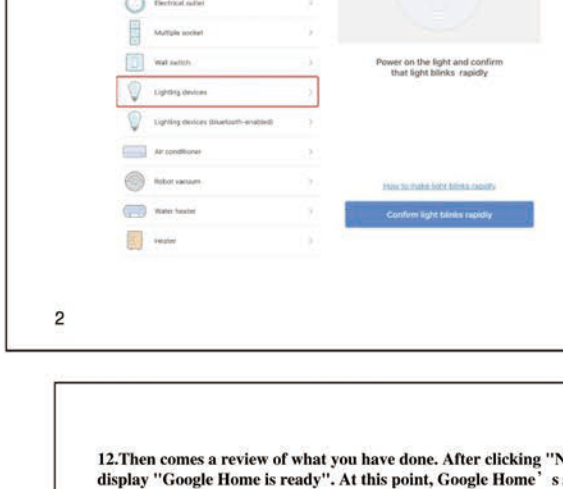 Electrical outlet
Multiple socket
Wall switch
Lighting devices
Lighting devices (bluetooth-enabled)
Air conditioner
Robot vacuum
Water heater
Heater
Power on the light and confirm
that light blinks rapidly
How to make light blinks rapidly
Confirm light blinks rapidly
2
12.Then comes a review of what you have done. After clicking "N
display "Google Home is ready". At this point, Google Home’s